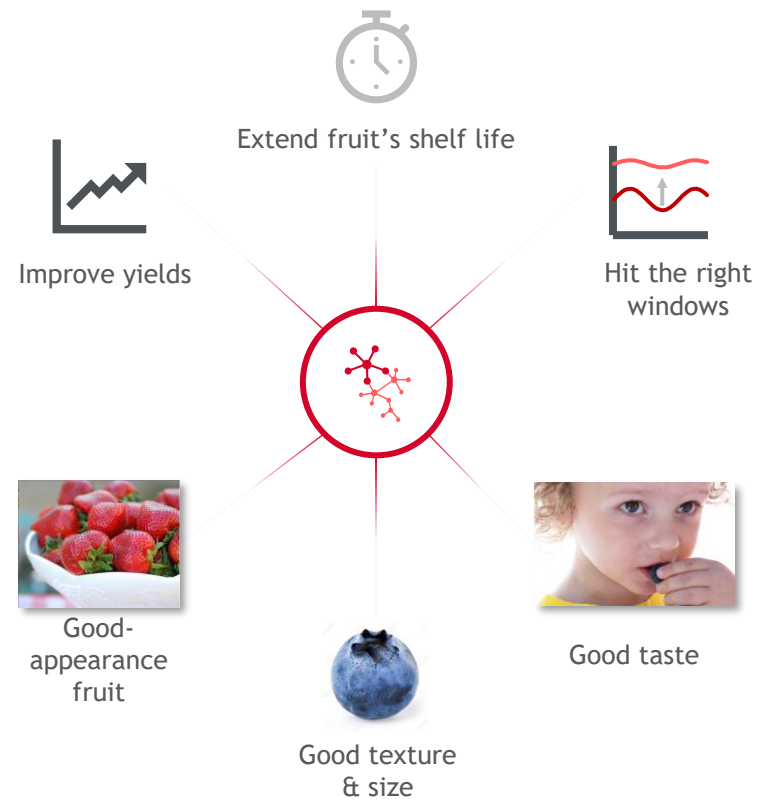 Extend fruit’s shelf life
Improve yields
Hit the right
windows
Good-
appearance
fruit
Good taste
Good texture
& size